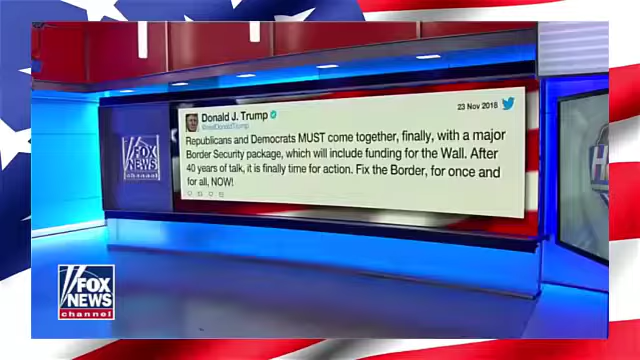 Donald J. Trump
@realDonaldTrump
23 Nov 2018
Republicans and Democrats MUST come together, finally, with a major
Border Security package, which will include funding for the Wall. After
40 years of talk, it is finally time for action. Fix the Border, for once and
for all, NOW!
FOX
NEWS
channel
FOX
NEWS
channel